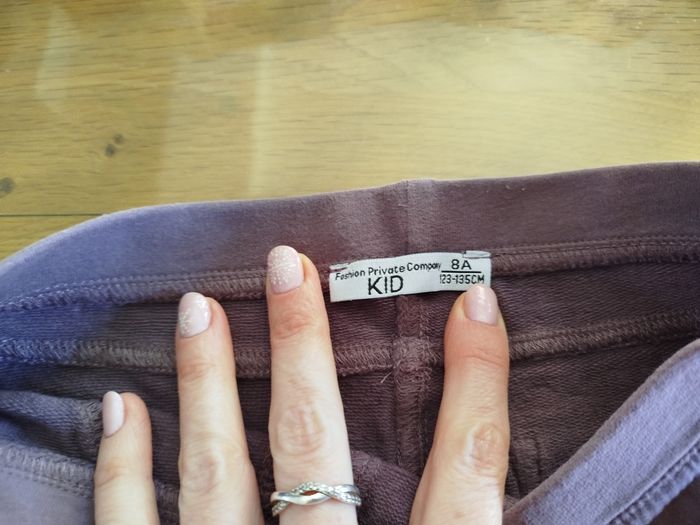 Fashion Private Company
KID
8A
123-135CM